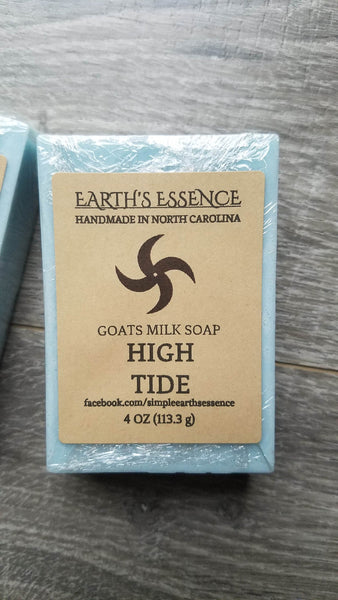 EARTH'S ESSENCE
HANDMADE IN NORTH CAROLINA
GOATS MILK SOAP
HIGH
TIDE
facebook.com/simpleearthsessence
4 OZ (113.3 g)